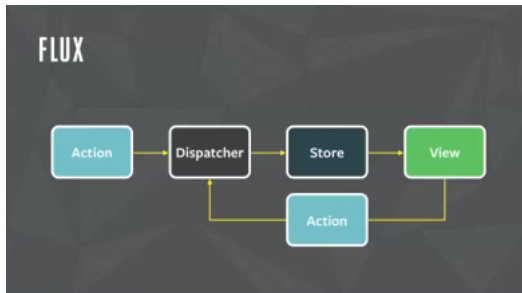 FLUX
Action
Dispatcher
Store
View
Action